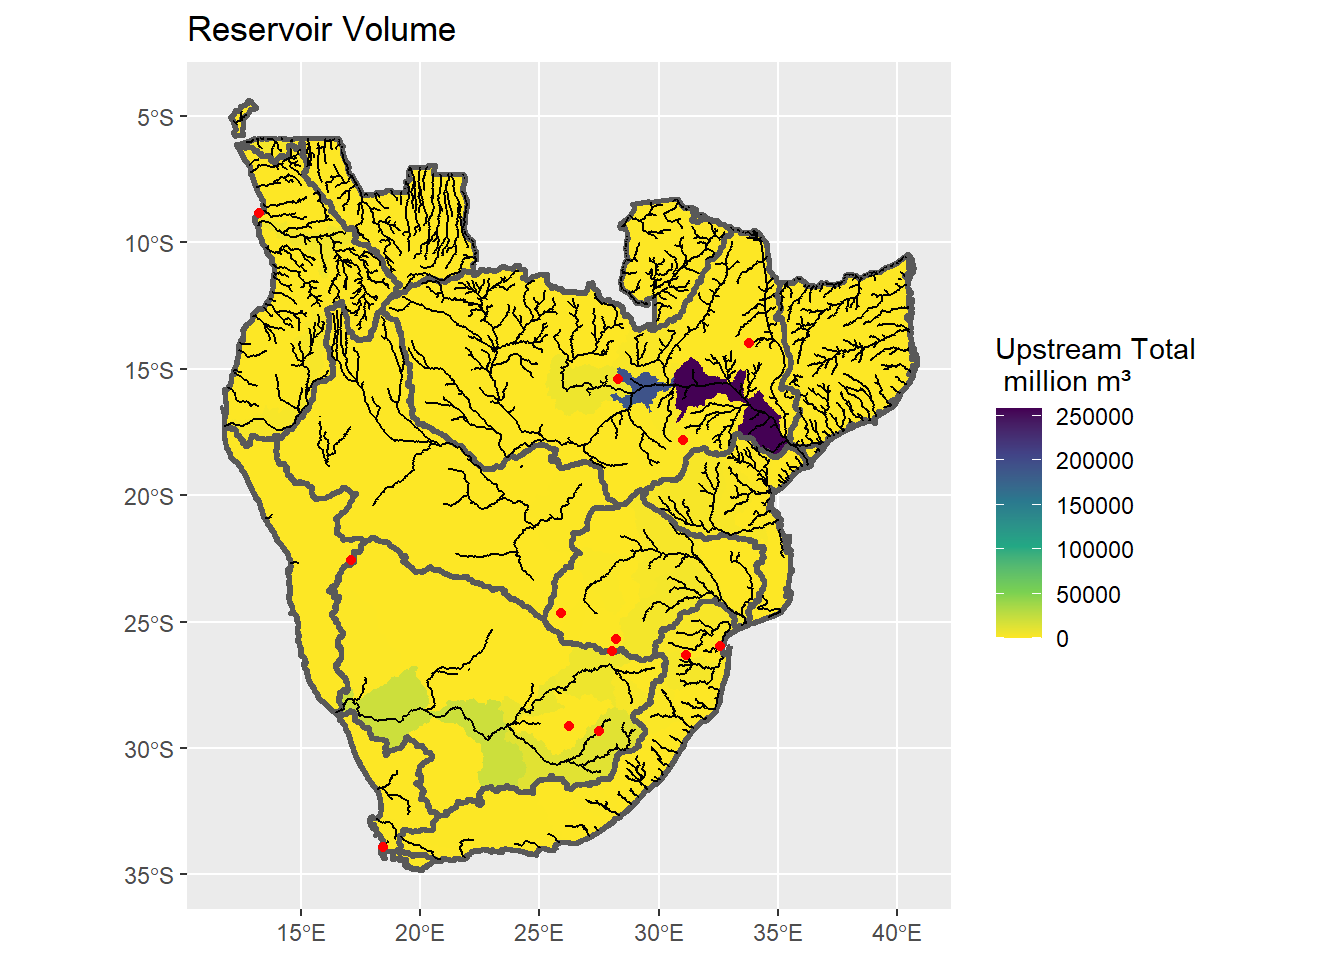 Reservoir Volume
5°S
10°S
15°S
20°S
25°S
30°S
35°S
15°E
20°E
25°E
30°E
35°E
40°E
Upstream Total
million m³
250000
200000
150000
100000
50000
0